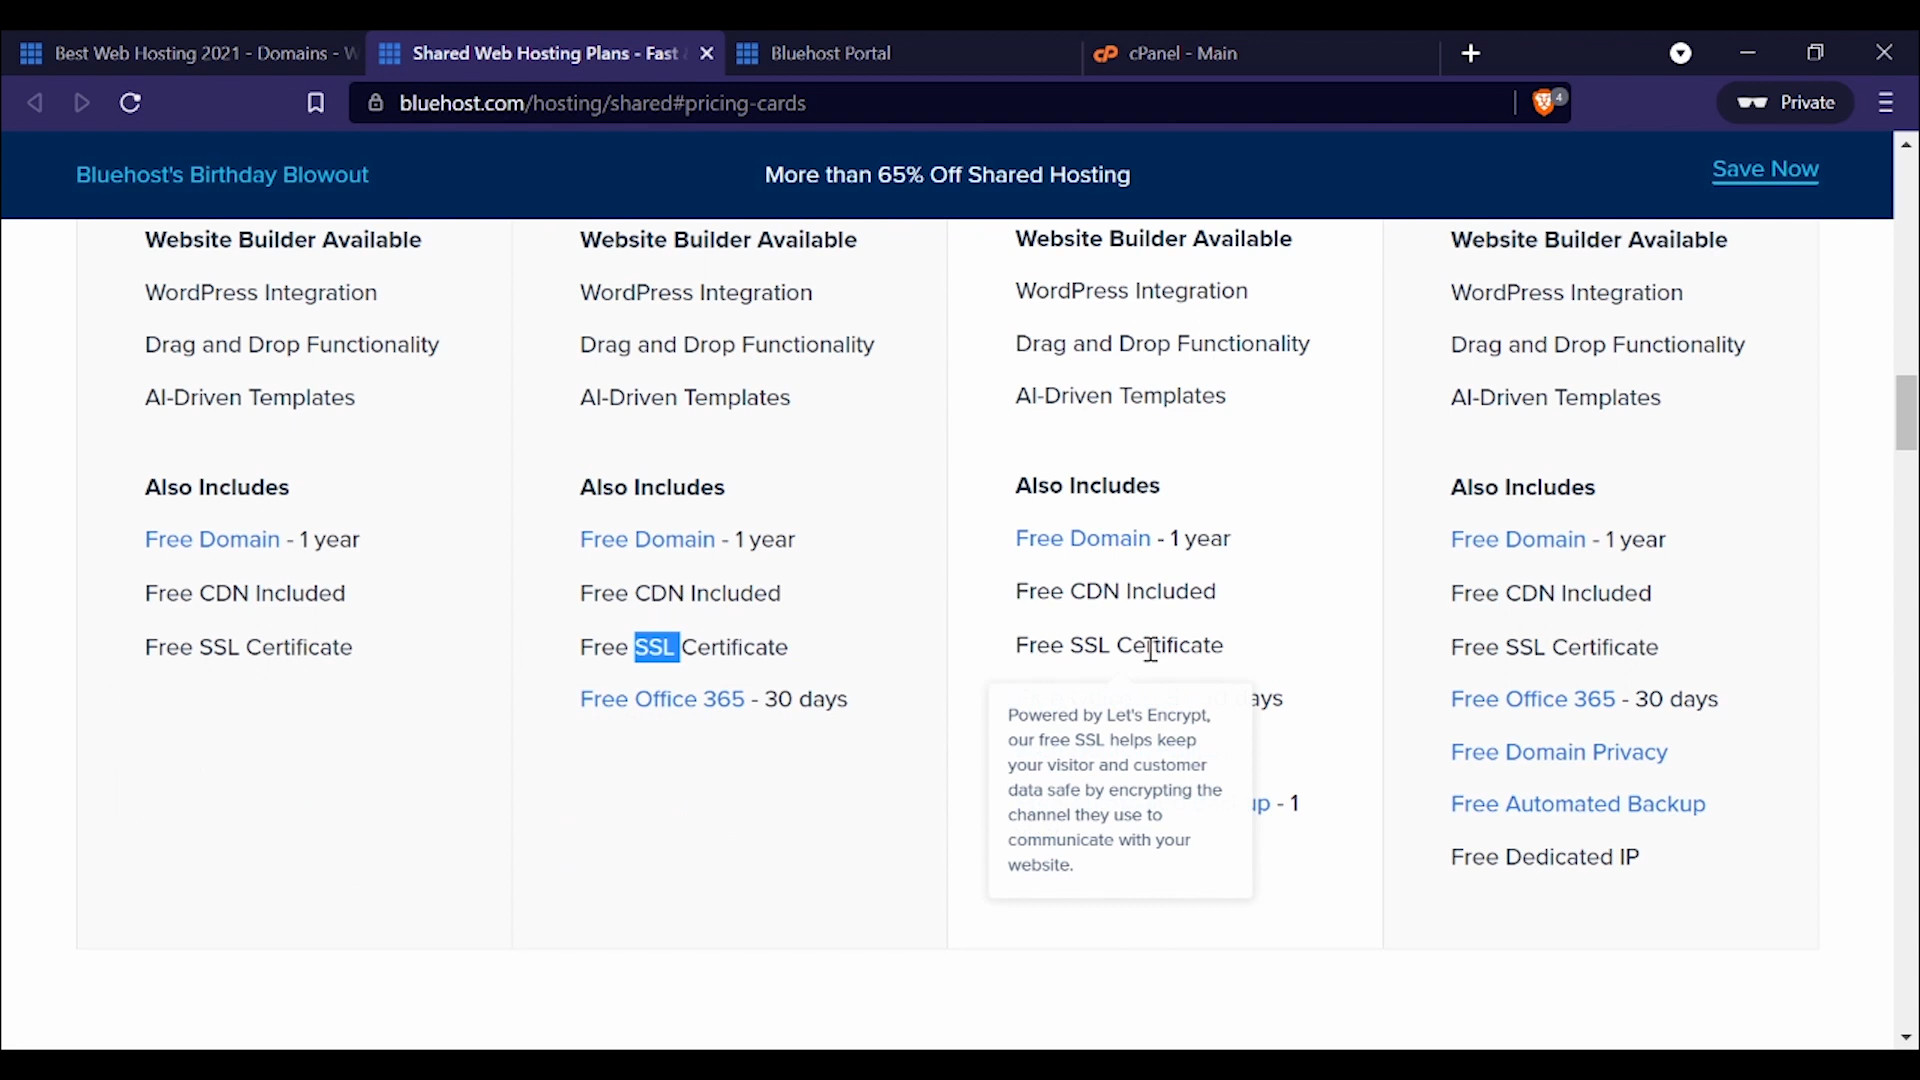 Best Web Hosting 2021 - Domains - W
Shared Web Hosting Plans - Fast
Bluehost Portal
cP
cPanel - Main
bluehost.com/hosting/shared#pricing-cards
4
Private
Bluehost's Birthday Blowout
More than 65% Off Shared Hosting
Save Now
Website Builder Available
WordPress Integration
Drag and Drop Functionality
AI-Driven Templates
Also Includes
Free Domain - 1 year
Free CDN Included
Free SSL Certificate
Website Builder Available
WordPress Integration
Drag and Drop Functionality
AI-Driven Templates
Also Includes
Free Domain - 1 year
Free CDN Included
Free SSL Certificate
Free Office 365 - 30 days
Website Builder Available
WordPress Integration
Drag and Drop Functionality
AI-Driven Templates
Also Includes
Free Domain - 1 year
Free CDN Included
Free SSL Certificate
Powered by Let's Encrypt,
our free SSL helps keep
your visitor and customer
data safe by encrypting the
channel they use to
communicate with your
website.
days
up - 1
Website Builder Available
WordPress Integration
Drag and Drop Functionality
AI-Driven Templates
Also Includes
Free Domain - 1 year
Free CDN Included
Free SSL Certificate
Free Office 365 - 30 days
Free Domain Privacy
Free Automated Backup
Free Dedicated IP